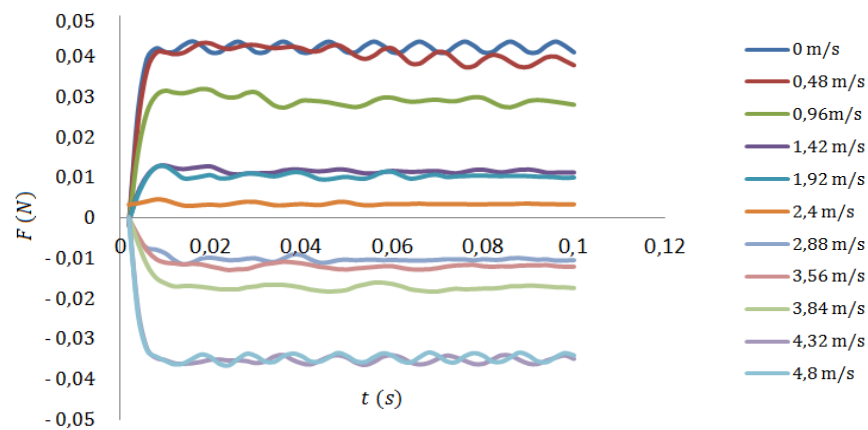 0,05
0,04
0,03
0,02
0,01
0
- 0,01
- 0,02
- 0,03
- 0,04
- 0,05
F (N)
0 0,02 0,04 0,06 0,08 0,1 0,12
t (s)
0 m/s
0,48 m/s
0,96m/s
1,42 m/s
1,92 m/s
2,4 m/s
2,88 m/s
3,56 m/s
3,84 m/s
4,32 m/s
4,8 m/s